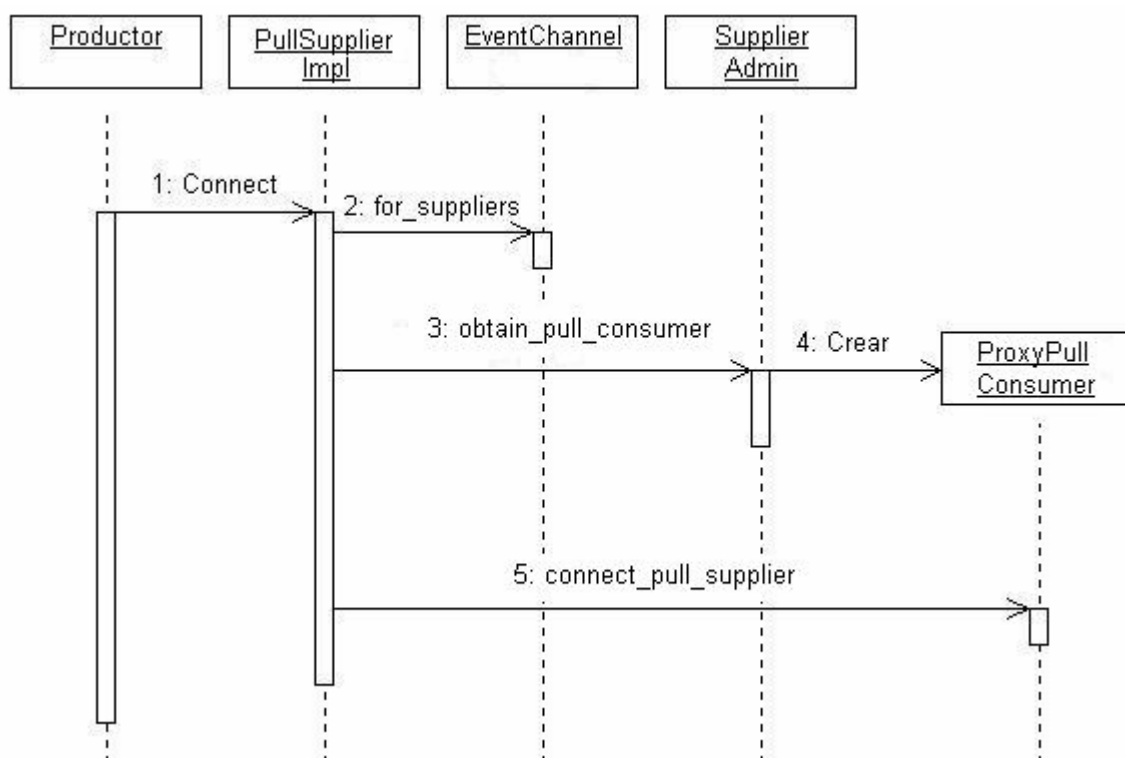 Productor
PullSupplier
Impl
EventChannel
Supplier
Admin
1: Connect
2: for_suppliers
3: obtain_pull_consumer
4: Crear
ProxyPull
Consumer
5: connect_pull_supplier